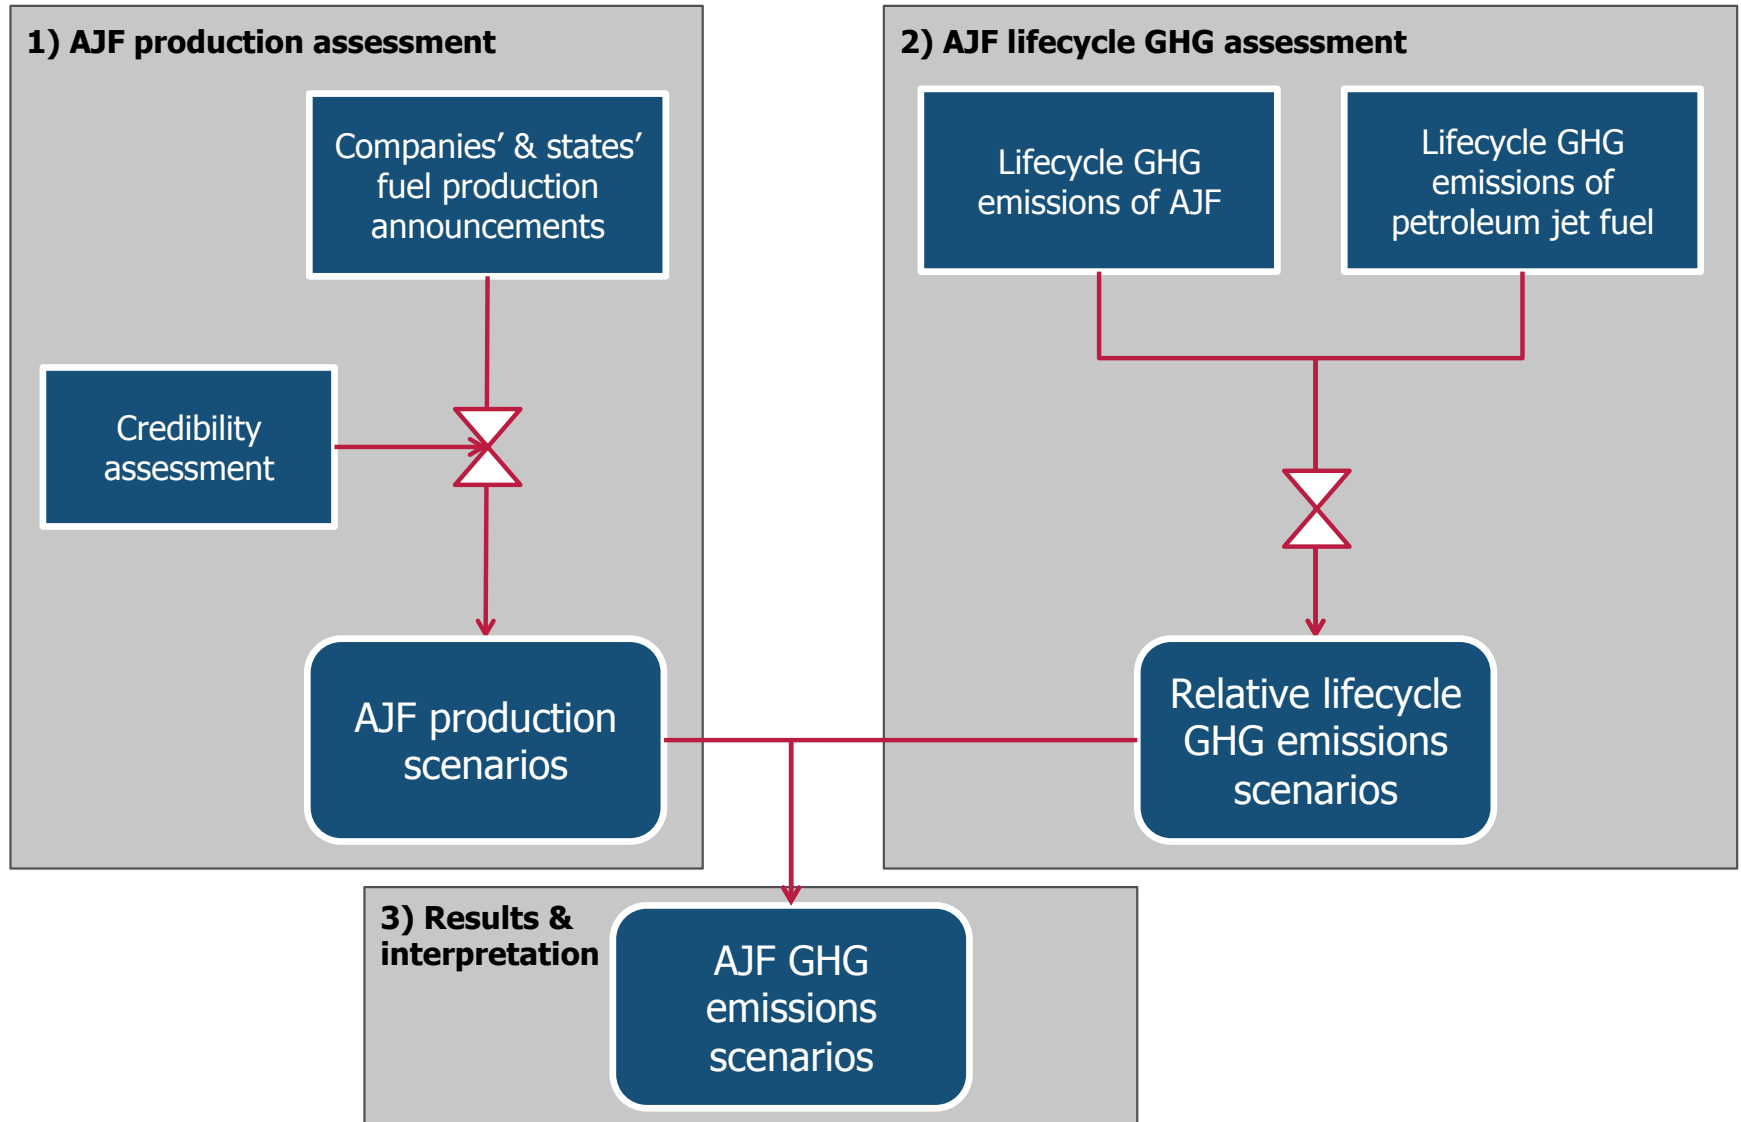 1) AJF production assessment
Companies’ & states’
fuel production
announcements
Credibility
assessment
AJF production
scenarios
2) AJF lifecycle GHG assessment
Lifecycle GHG
emissions of AJF
Lifecycle GHG
emissions of
petroleum jet fuel
Relative lifecycle
GHG emissions
scenarios
3) Results &
interpretation
AJF GHG
emissions
scenarios